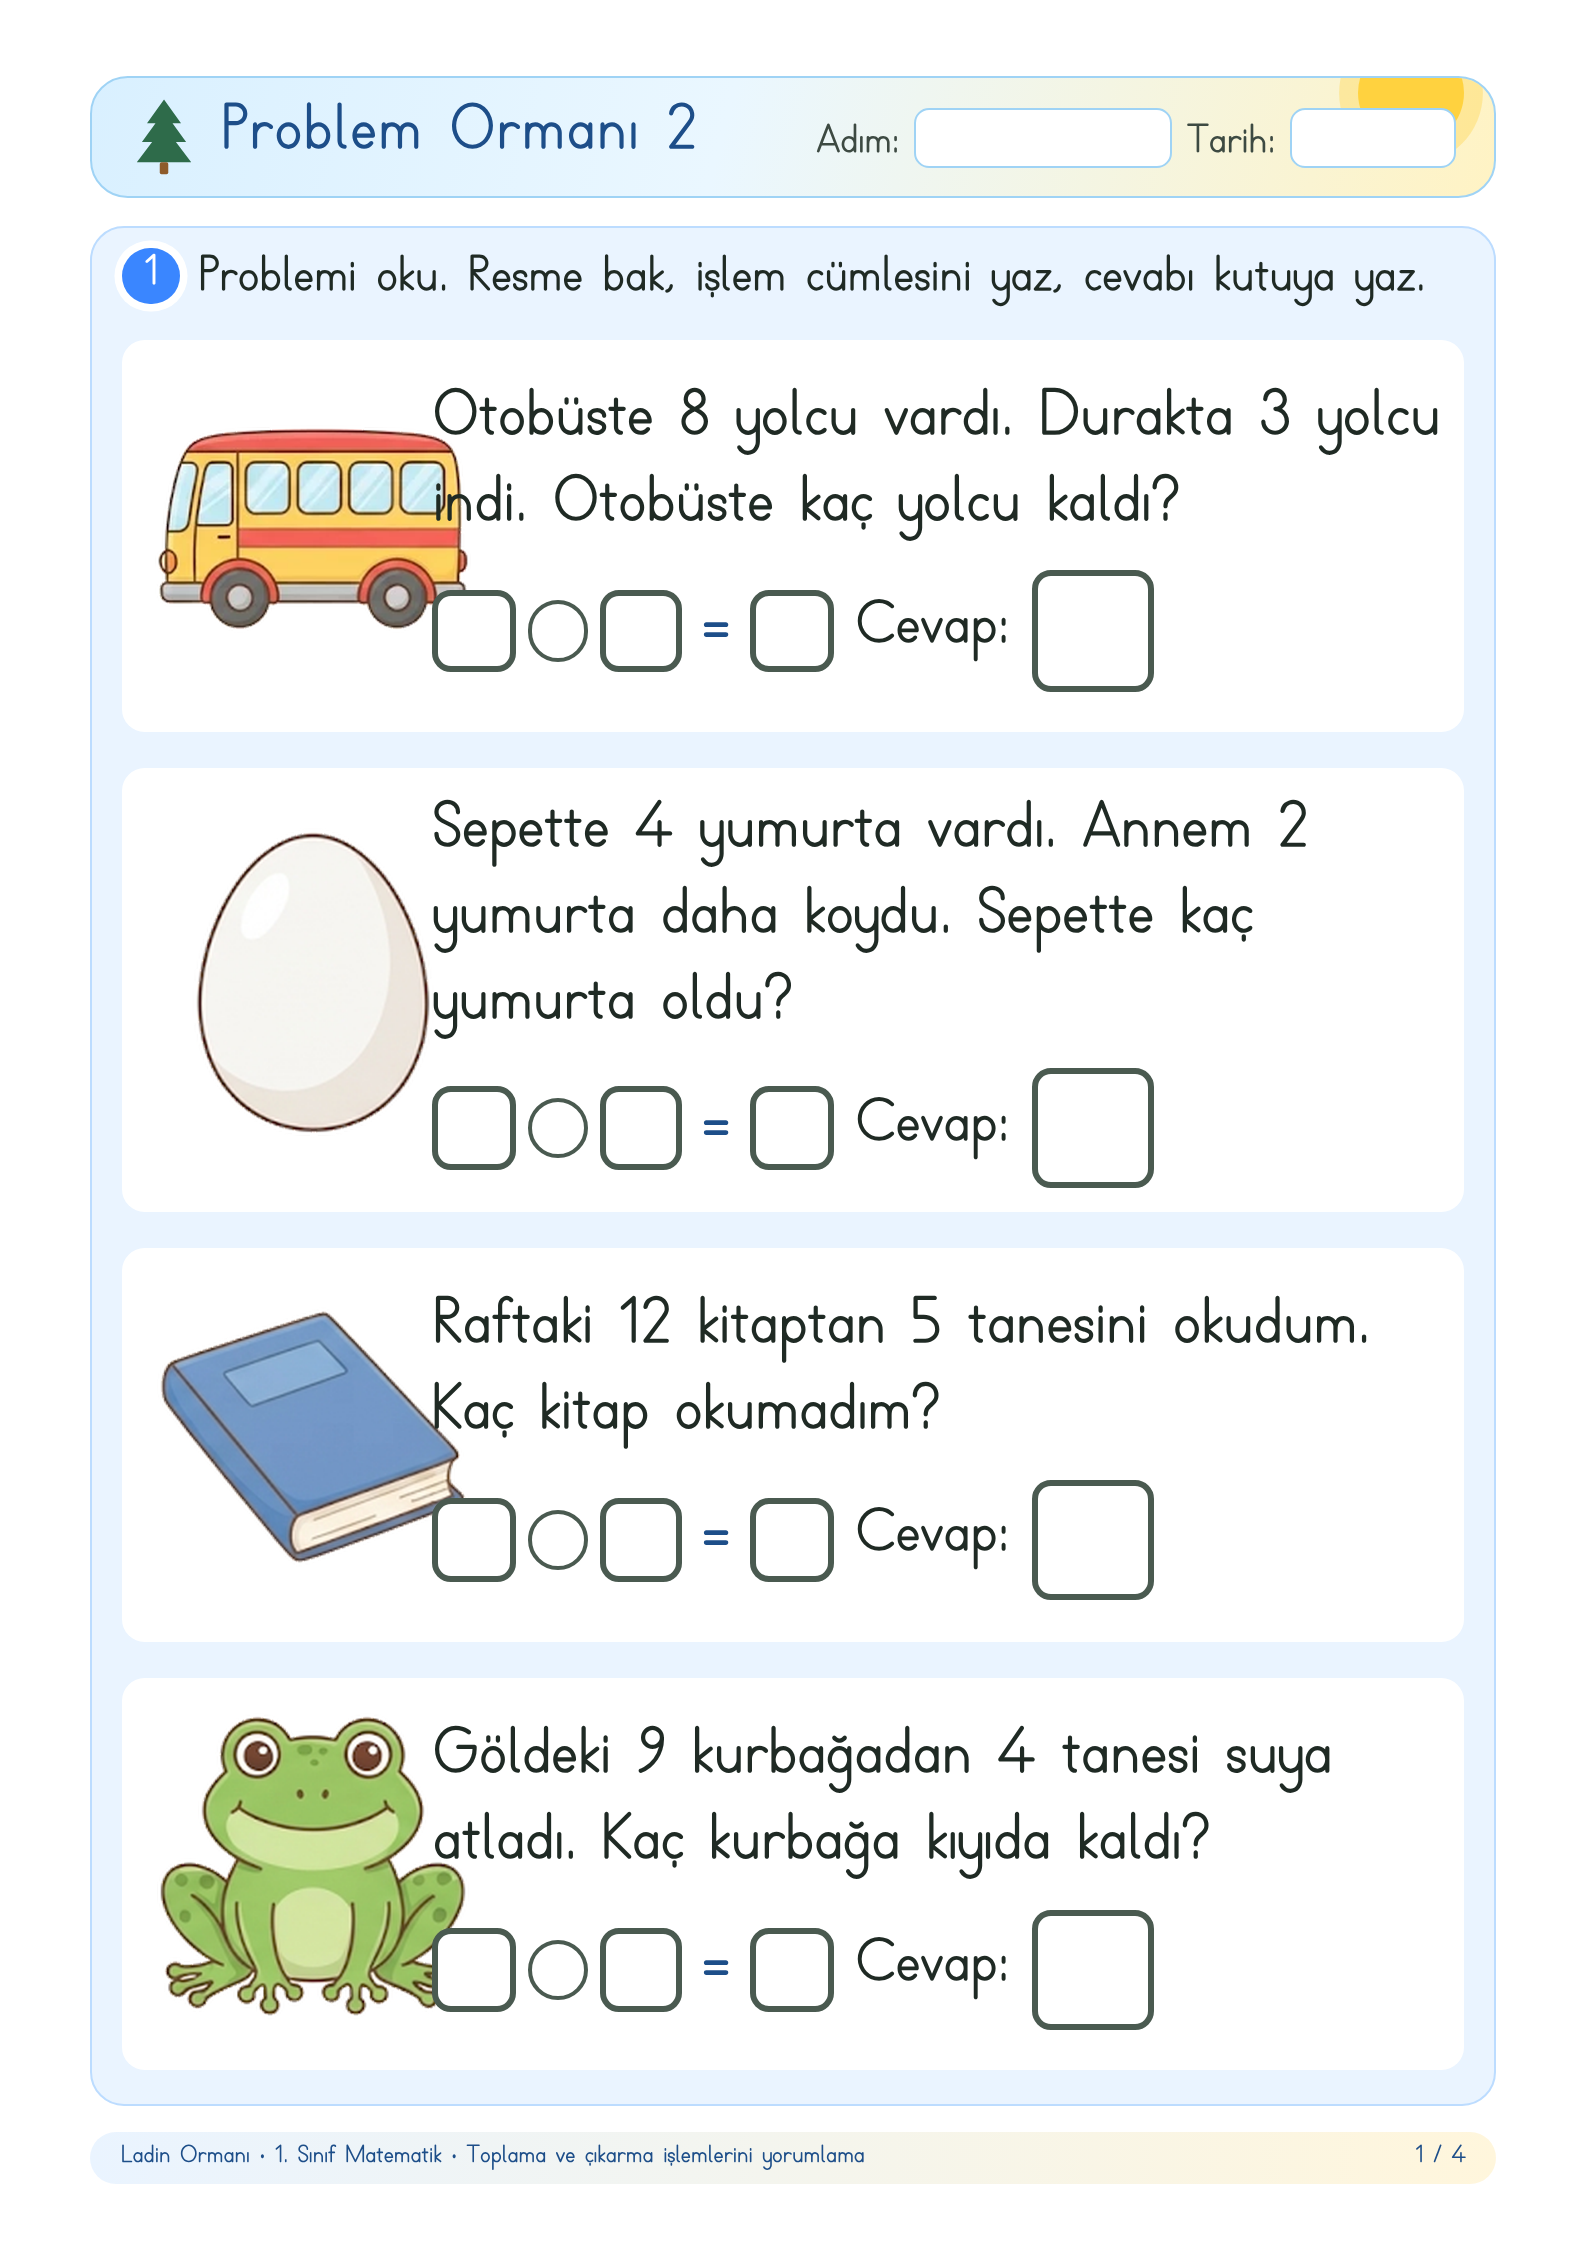 Problem Ormanı 2
Adım:
Tarih:
1 Problemi oku. Resme bak, işlem cümlesini yaz, cevabı kutuya yaz.
Otobüste 8 yolcu vardı. Durakta 3 yolcu
indi. Otobüste kaç yolcu kaldı?
= Cevap:
Sepette 4 yumurta vardı. Annem 2
yumurta daha koydu. Sepette kaç
yumurta oldu?
= Cevap:
Raftaki 12 kitaptan 5 tanesini okudum.
Kaç kitap okumadım?
= Cevap:
Göldeki 9 kurbağadan 4 tanesi suya
atladı. Kaç kurbağa kıyıda kaldı?
= Cevap:
Ladin Ormanı • 1. Sınıf Matematik • Toplama ve çıkarma işlemlerini yorumlama
1 / 4